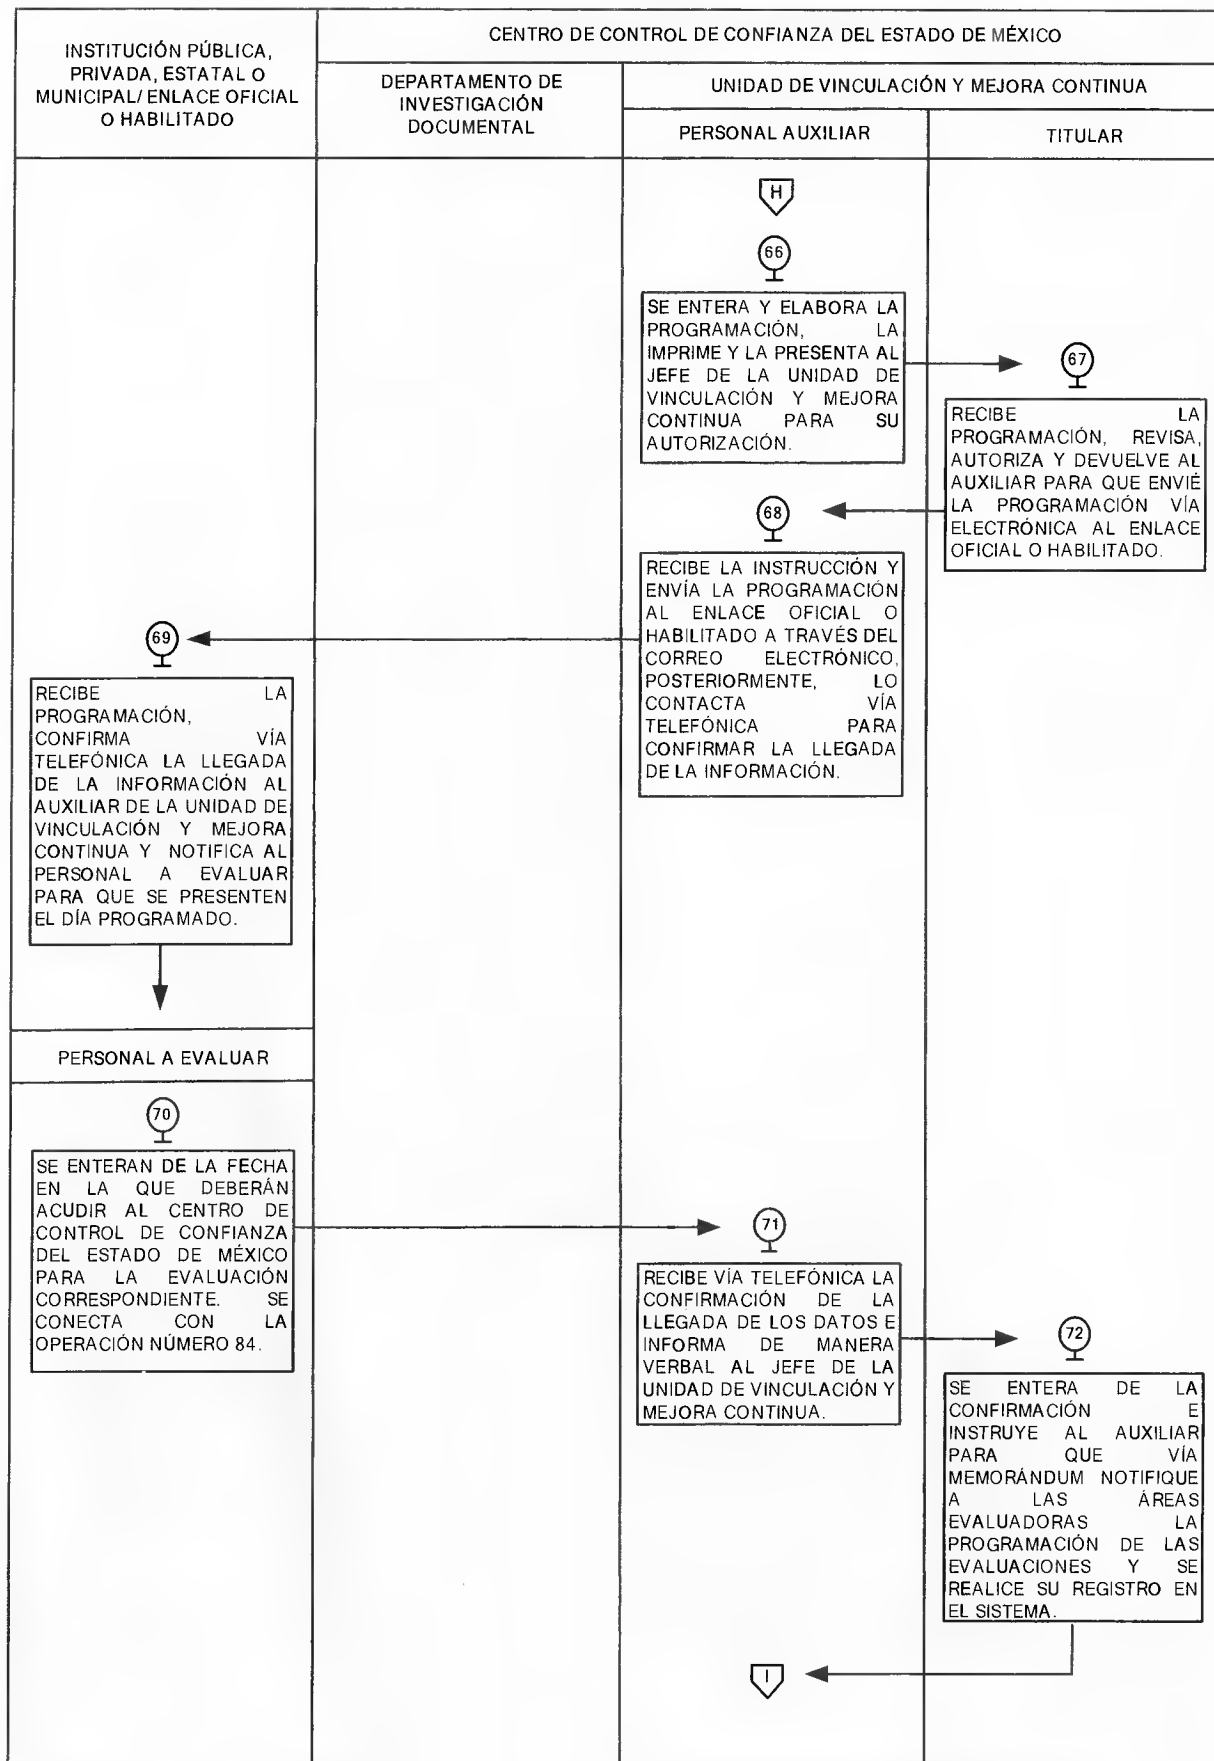 INSTITUCIÓN PÚBLICA,
PRIVADA, ESTATAL O
MUNICIPAL/ ENLACE OFICIAL
O HABILITADO
CENTRO DE CONTROL DE CONFIANZA DEL ESTADO DE MÉXICO
DEPARTAMENTO DE
INVESTIGACIÓN
DOCUMENTAL
UNIDAD DE VINCULACIÓN Y MEJORA CONTINUA
PERSONAL AUXILIAR
TITULAR
H
66
SE ENTERA Y ELABORA LA
PROGRAMACIÓN, LA
IMPRIME Y LA PRESENTA AL
JEFE DE LA UNIDAD DE
VINCULACIÓN Y MEJORA
CONTINUA PARA SU
AUTORIZACIÓN.
67
RECIBE LA
PROGRAMACIÓN, REVISA,
AUTORIZA Y DEVUELVE AL
AUXILIAR PARA QUE ENVIÉ
LA PROGRAMACIÓN VÍA
ELECTRÓNICA AL ENLACE
OFICIAL O HABILITADO.
68
RECIBE LA INSTRUCCIÓN Y
ENVÍA LA PROGRAMACIÓN
AL ENLACE OFICIAL O
HABILITADO A TRAVÉS DEL
CORREO ELECTRÓNICO,
POSTERIORMENTE, LO
CONTACTA VÍA
TELEFÓNICA PARA
CONFIRMAR LA LLEGADA
DE LA INFORMACIÓN.
69
RECIBE LA
PROGRAMACIÓN,
CONFIRMA VÍA
TELEFÓNICA LA LLEGADA
DE LA INFORMACIÓN AL
AUXILIAR DE LA UNIDAD DE
VINCULACIÓN Y MEJORA
CONTINUA Y NOTIFICA AL
PERSONAL A EVALUAR
PARA QUE SE PRESENTEN
EL DÍA PROGRAMADO.
PERSONAL A EVALUAR
70
SE ENTERAN DE LA FECHA
EN LA QUE DEBERÁN
ACUDIR AL CENTRO DE
CONTROL DE CONFIANZA
DEL ESTADO DE MÉXICO
PARA LA EVALUACIÓN
CORRESPONDIENTE. SE
CONECTA CON LA
OPERACIÓN NÚMERO 84.
71
RECIBE VÍA TELEFÓNICA LA
CONFIRMACIÓN DE LA
LLEGADA DE LOS DATOS E
INFORMA DE MANERA
VERBAL AL JEFE DE LA
UNIDAD DE VINCULACIÓN Y
MEJORA CONTINUA.
72
SE ENTERA DE LA
CONFIRMACIÓN E
INSTRUYE AL AUXILIAR
PARA QUE VÍA
MEMORÁNDUM NOTIFIQUE
A LAS ÁREAS
EVALUADORAS LA
PROGRAMACIÓN DE LAS
EVALUACIONES Y SE
REALICE SU REGISTRO EN
EL SISTEMA.
I